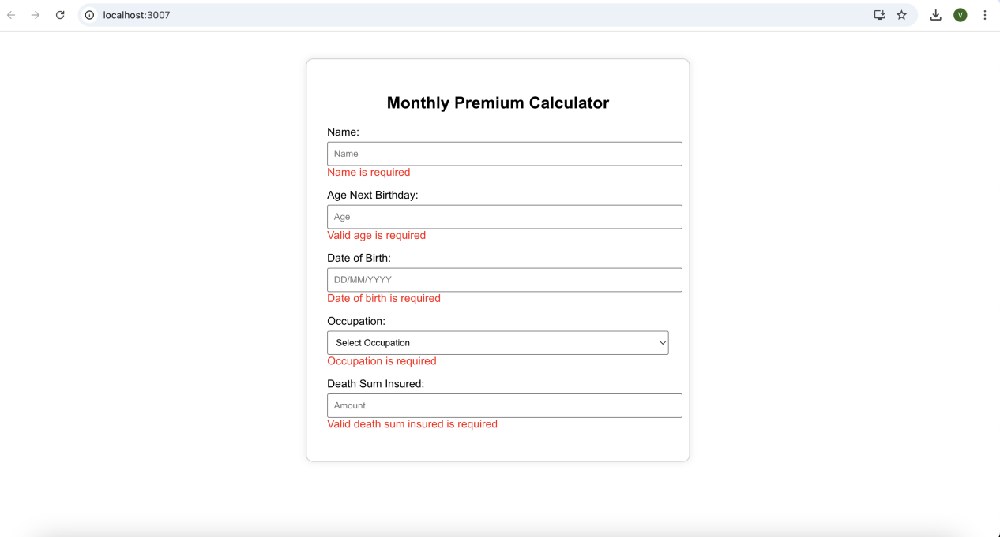 localhost:3007
V
Monthly Premium Calculator
Name:
Name
Name is required
Age Next Birthday:
Age
Valid age is required
Date of Birth:
DD/MM/YYYY
Date of birth is required
Occupation:
Select Occupation
Occupation is required
Death Sum Insured:
Amount
Valid death sum insured is required